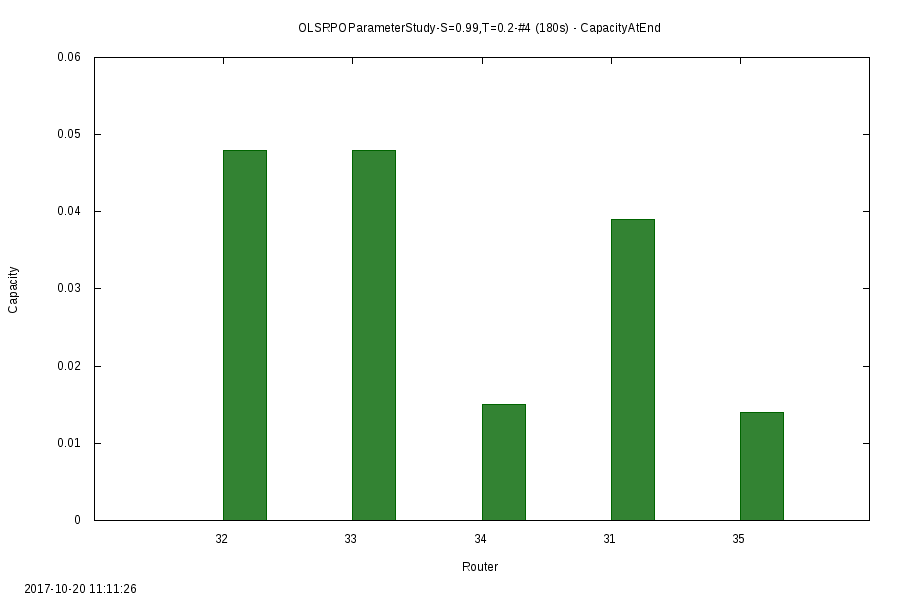 OLSRPOParameterStudy-S=0.99,T=0.2-#4 (180s) - CapacityAtEnd
0.06
0.05
0.04
0.03
0.02
0.01
0
Capacity
32 33 34 31 35
Router
2017-10-20 11:11:26